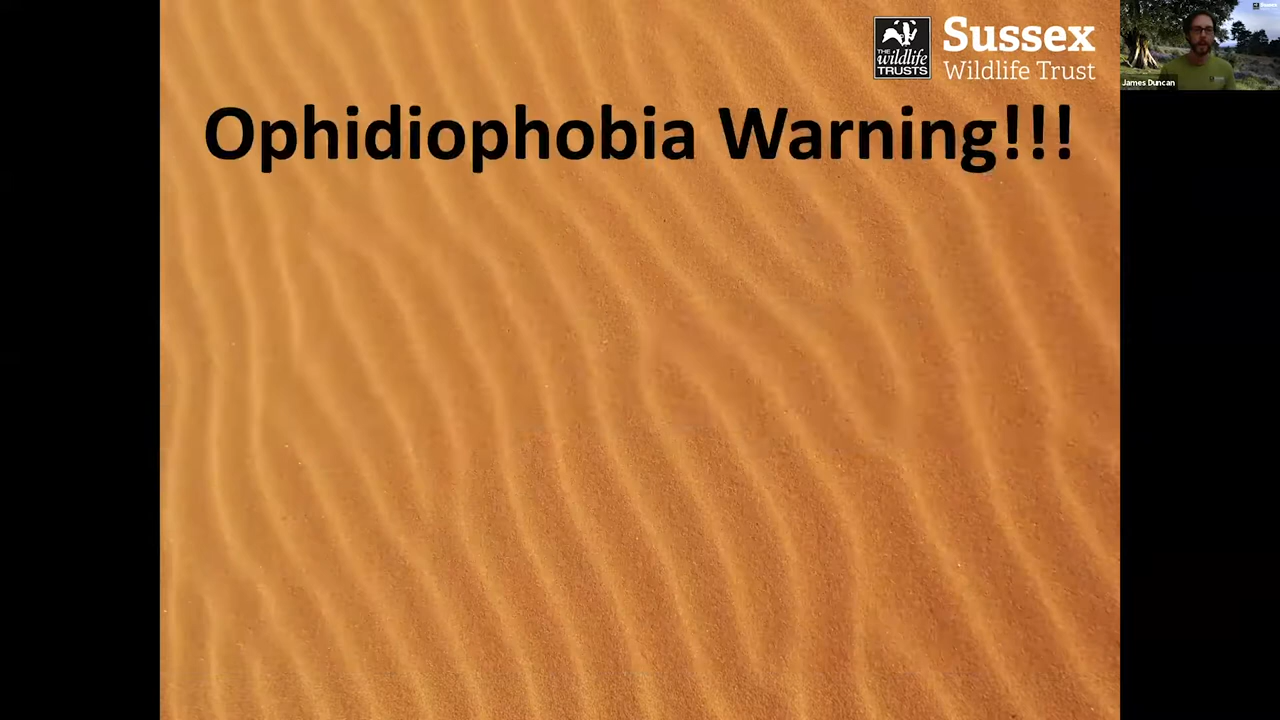 THE
wildlife
TRUSTS
Sussex
Wildlife Trust
James Duncan
Ophidiophobia Warning!!!